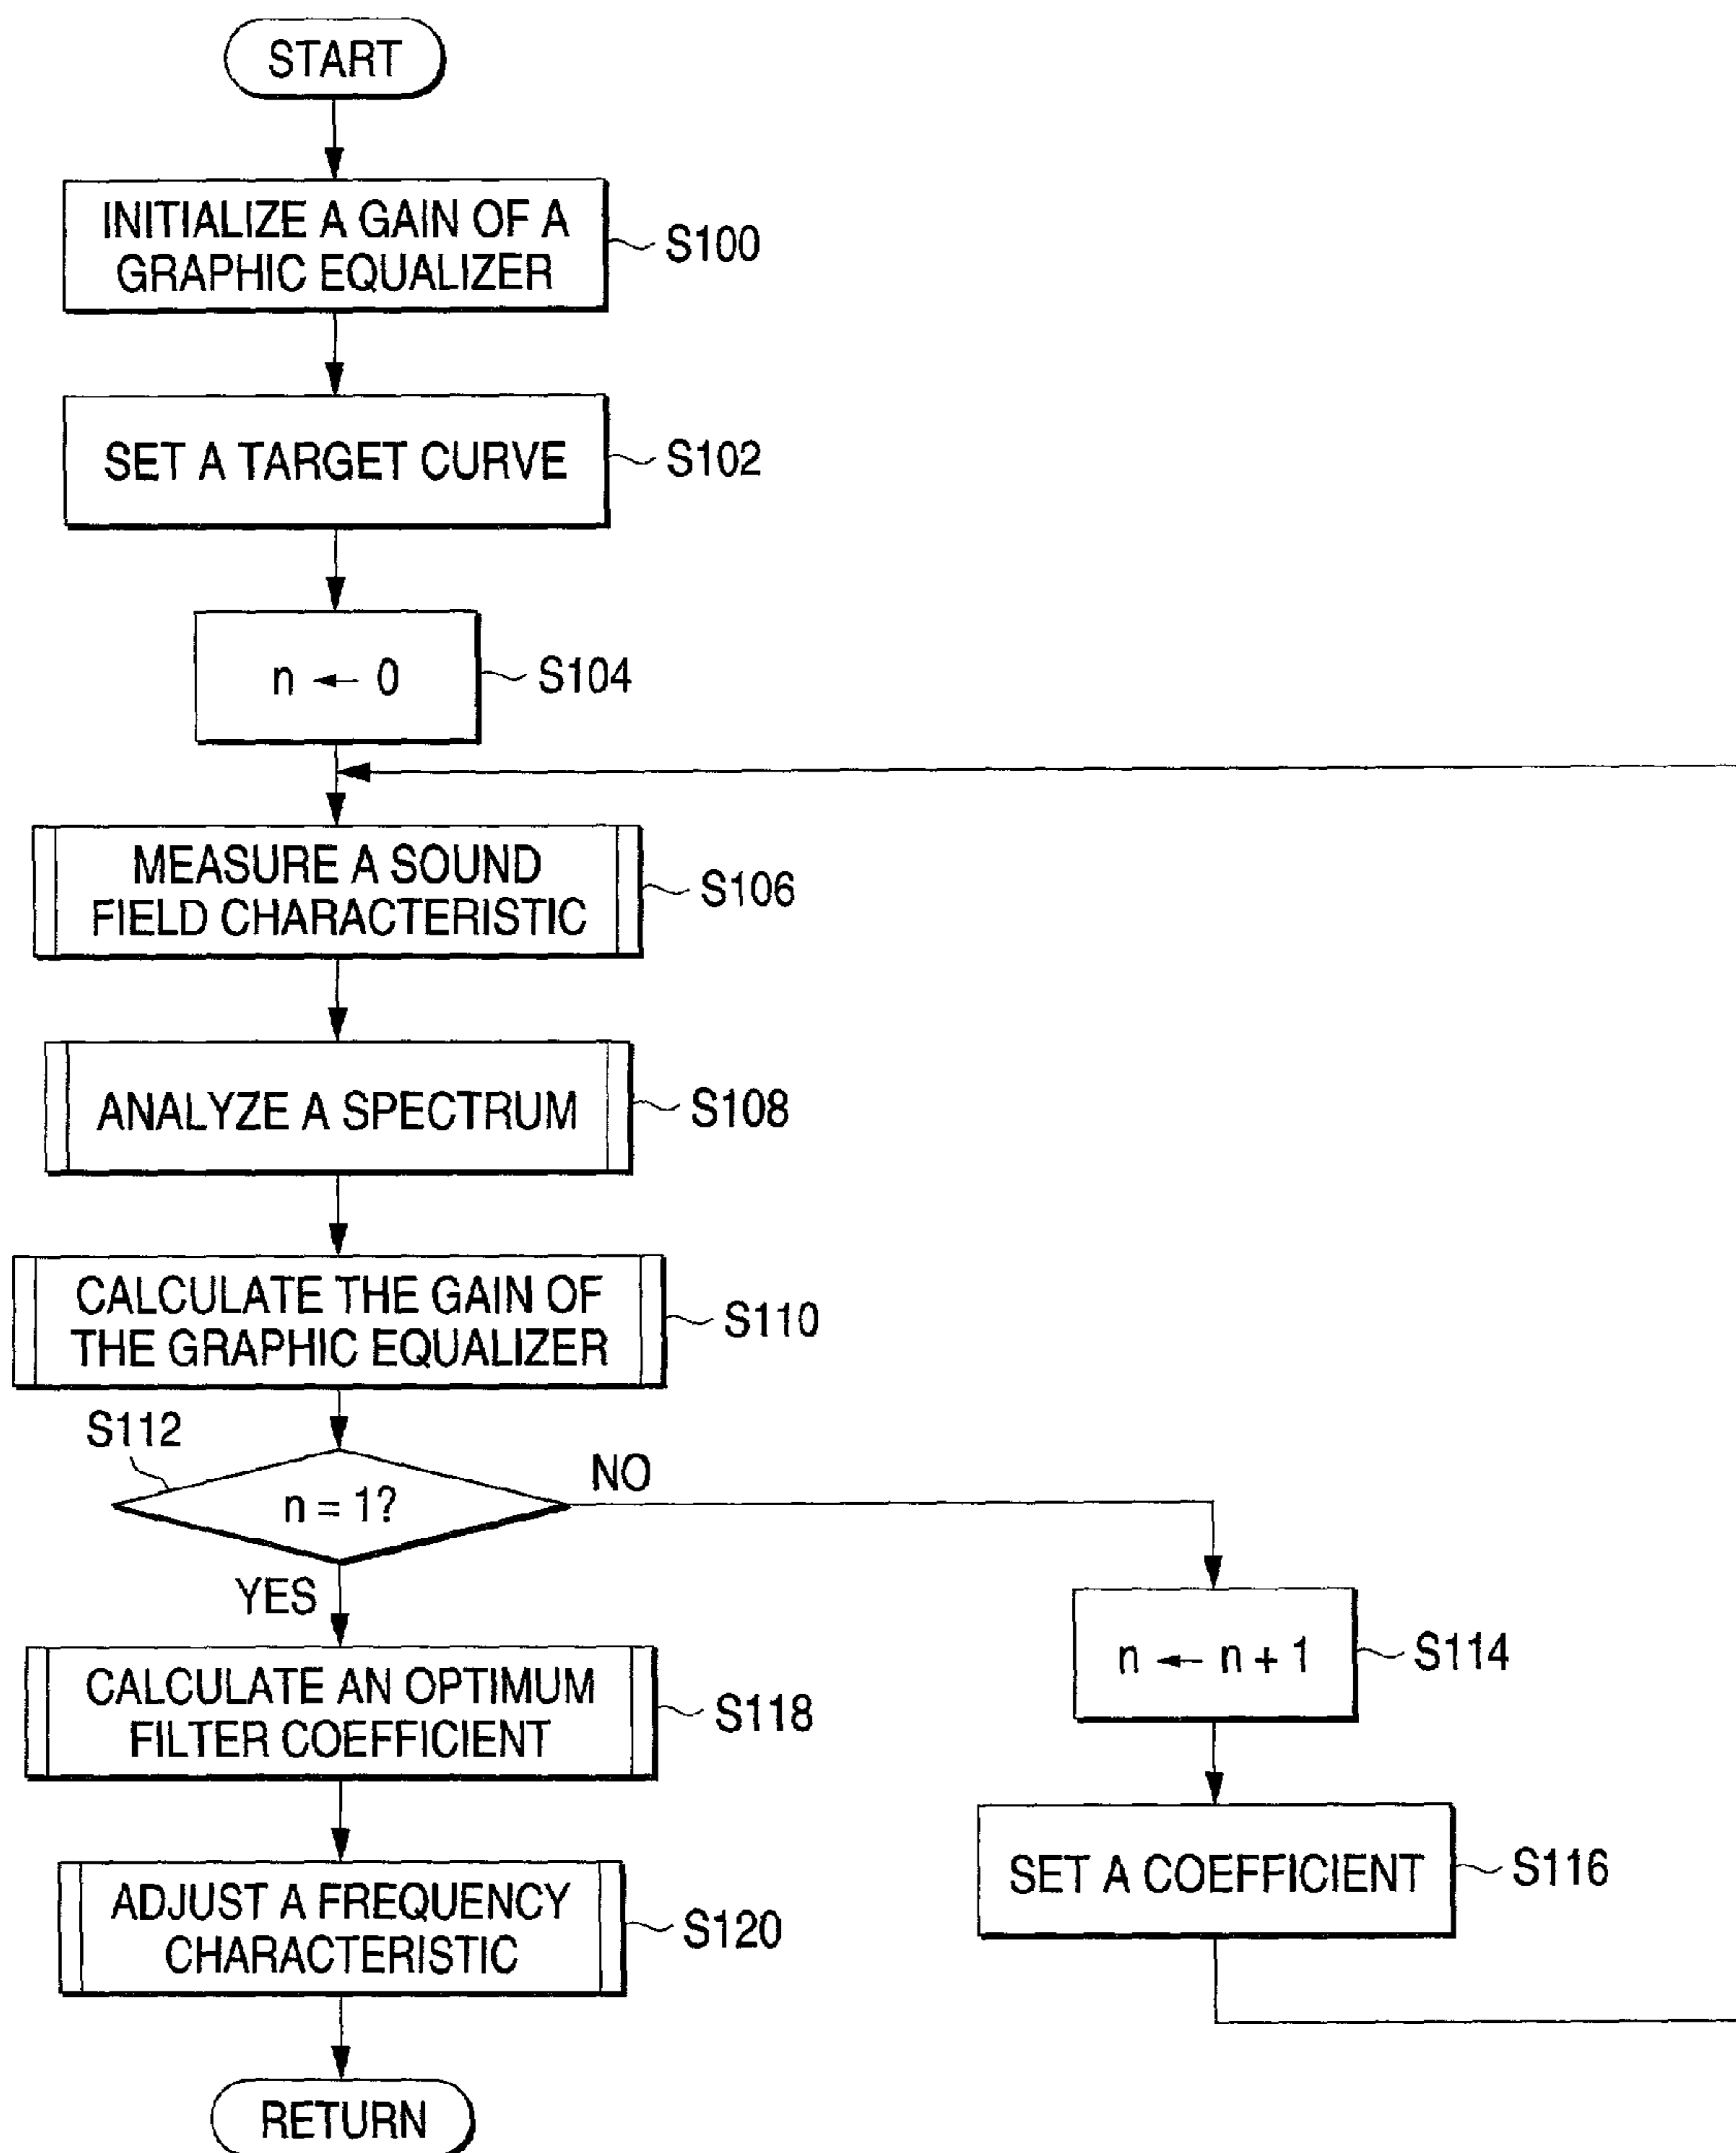 START
INITIALIZE A GAIN OF A
GRAPHIC EQUALIZER
S100
SET A TARGET CURVE
S102
n ← 0
S104
MEASURE A SOUND
FIELD CHARACTERISTIC
S106
ANALYZE A SPECTRUM
S108
CALCULATE THE GAIN OF
THE GRAPHIC EQUALIZER
S110
S112
n = 1?
NO
YES
n ← n + 1
S114
CALCULATE AN OPTIMUM
FILTER COEFFICIENT
S118
SET A COEFFICIENT
S116
ADJUST A FREQUENCY
CHARACTERISTIC
S120
RETURN